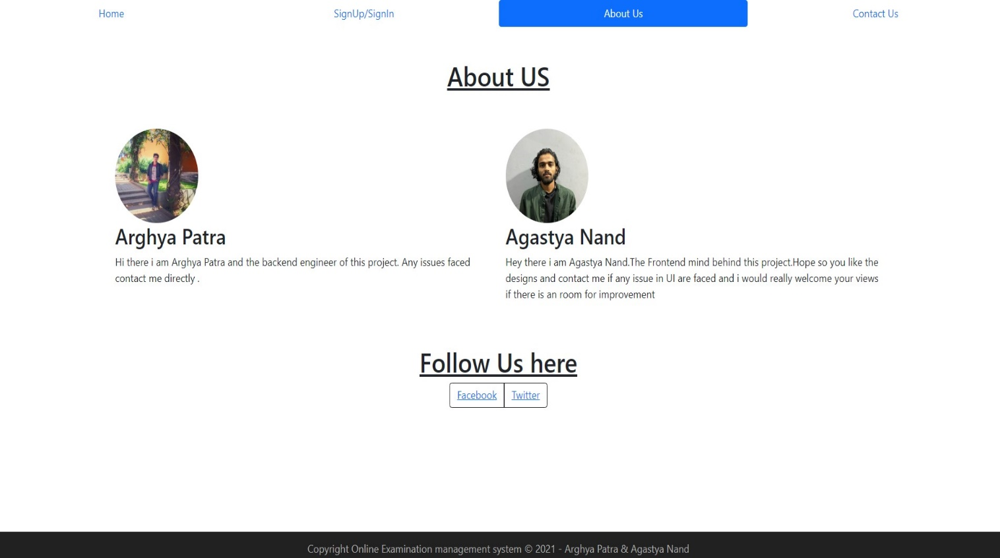 Home SignUp/SignIn About Us Contact Us
About US
Arghya Patra
Hi there i am Arghya Patra and the backend engineer of this project. Any issues faced
contact me directly .
Agastya Nand
Hey there i am Agastya Nand.The Frontend mind behind this project.Hope so you like the
designs and contact me if any issue in UI are faced and i would really welcome your views
if there is an room for improvement
Follow Us here
Facebook Twitter
Copyright Online Examination management system © 2021 - Arghya Patra & Agastya Nand